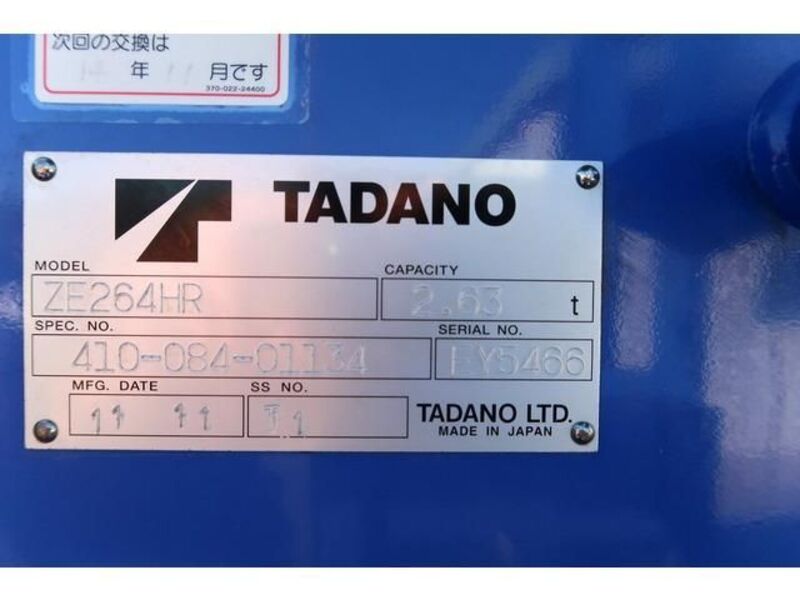 次回の交換は
年 11 月です
370-022-24400
TADANO
MODEL
CAPACITY
ZE264HR
2.63 t
SPEC. NO.
SERIAL NO.
410-084-01134
EY5466
MFG. DATE
SS NO.
11 11
TADANO LTD.
MADE IN JAPAN